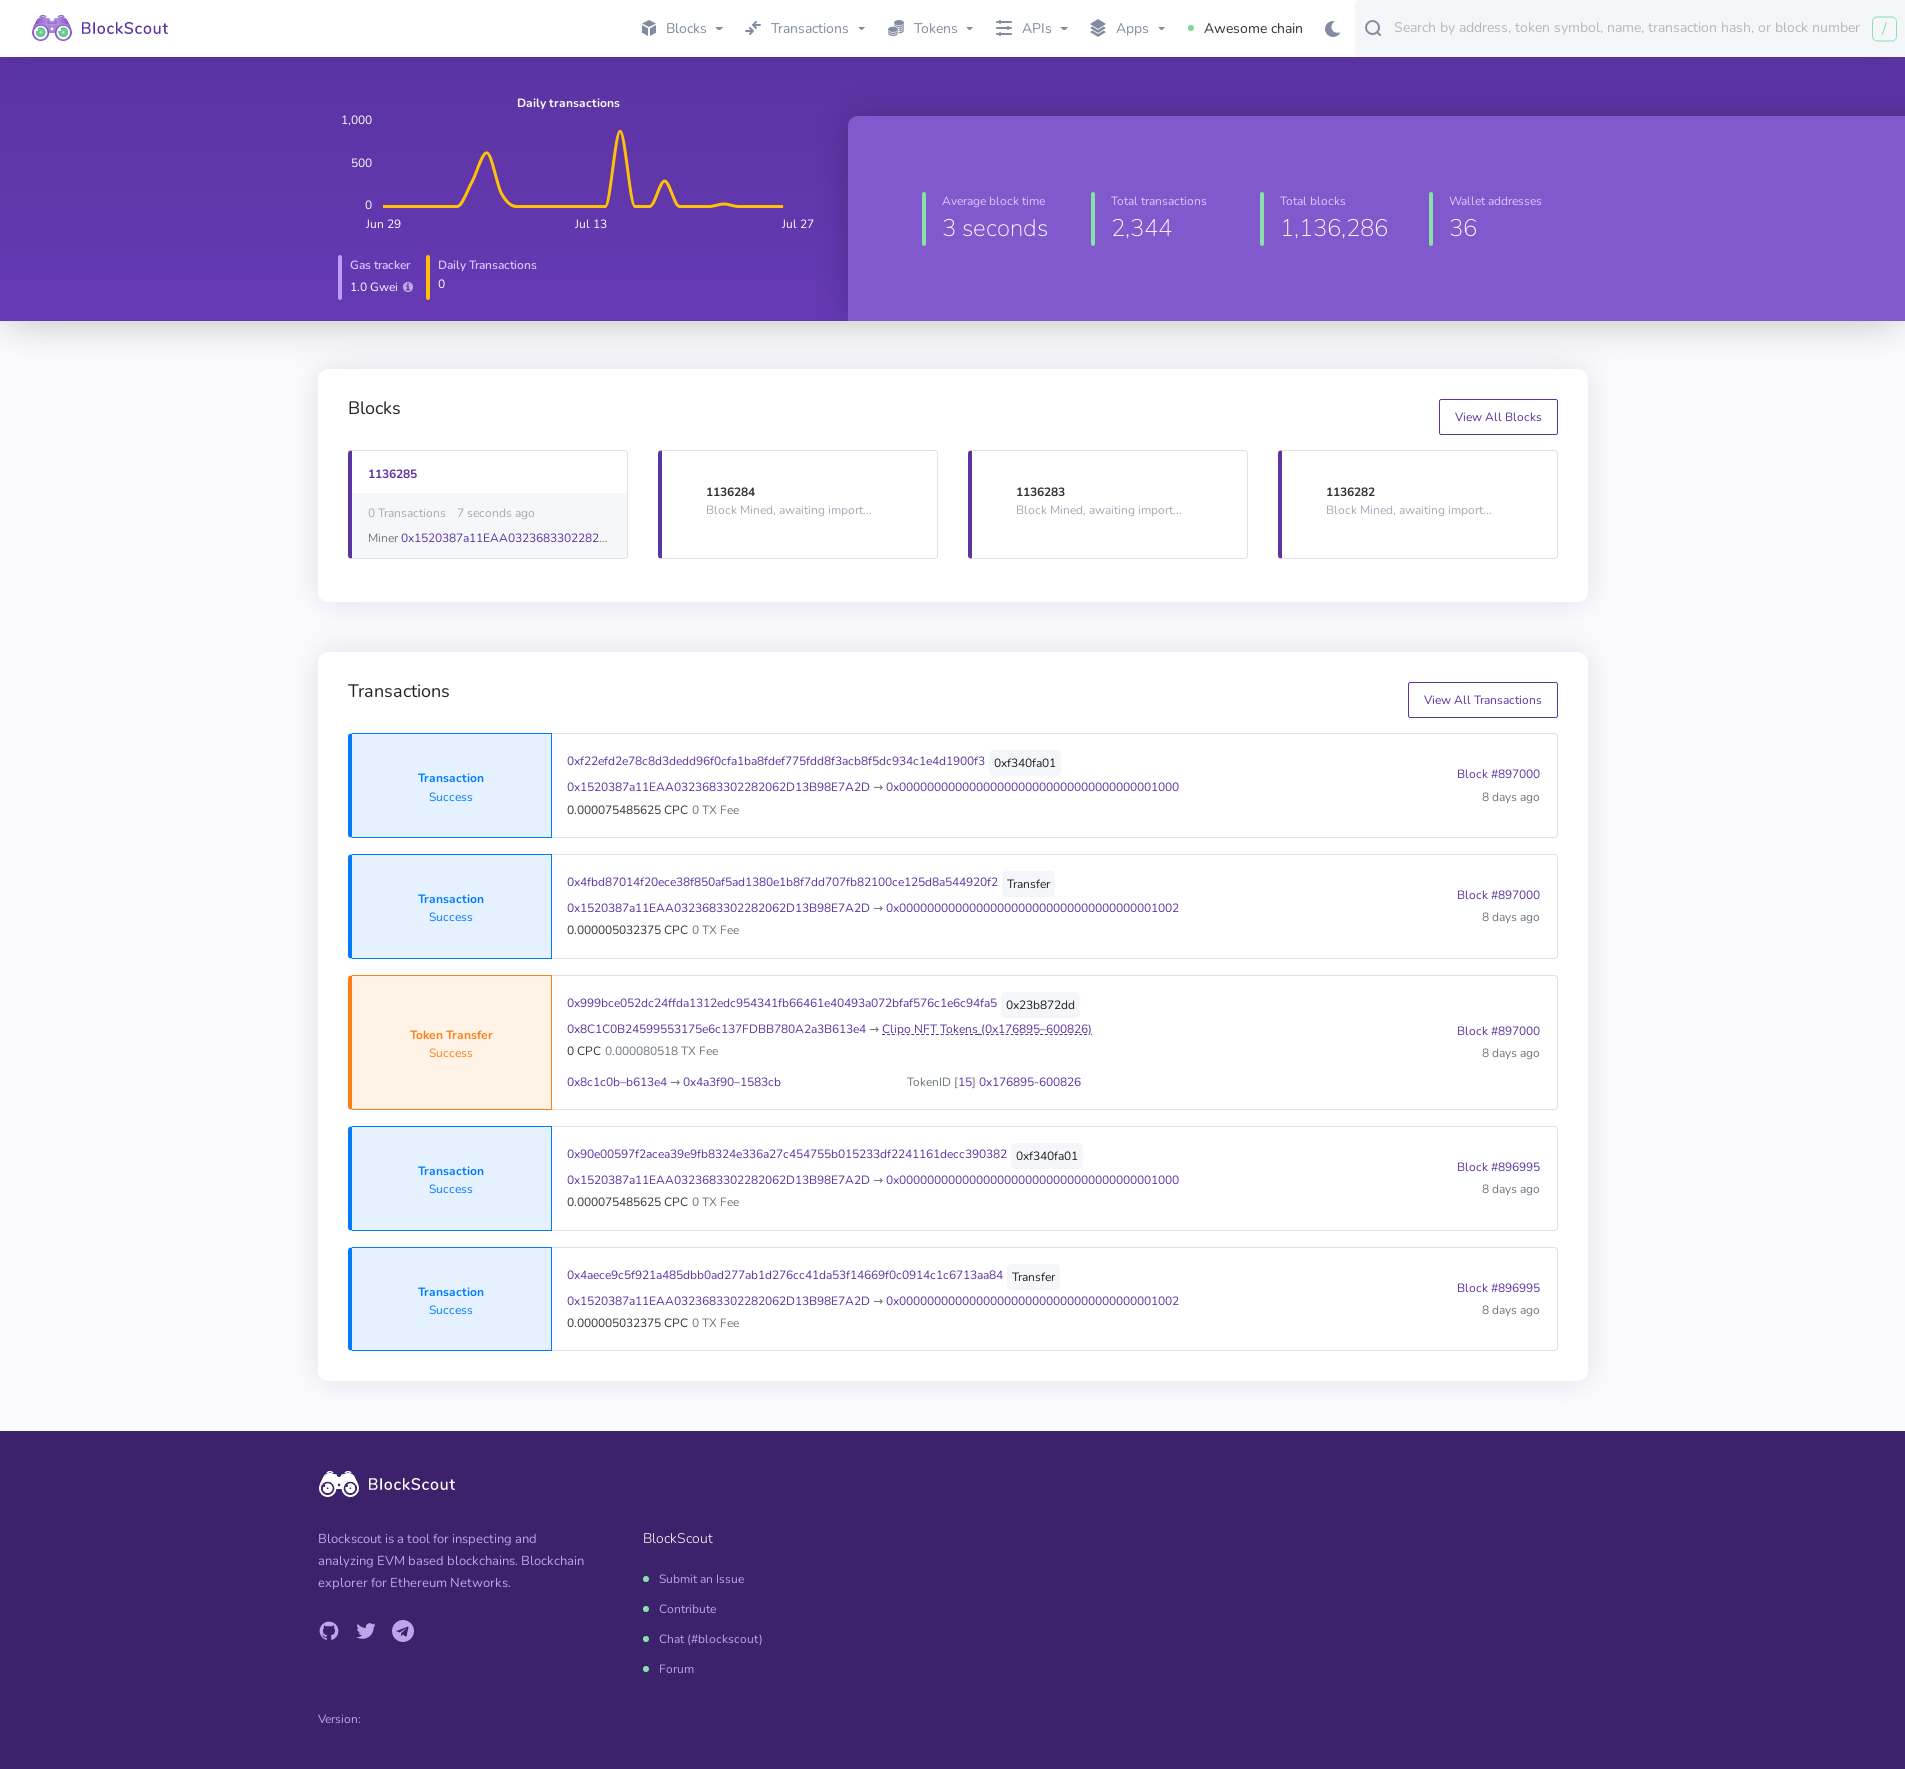 BlockScout Blocks Transactions Tokens APIs Apps Awesome chain Search by address, token symbol, name, transaction hash, or block number /
Daily transactions
1,000
500
0
Jun 29 Jul 13 Jul 27
Gas tracker
1.0 Gwei
Daily Transactions
0
Average block time
3 seconds
Total transactions
2,344
Total blocks
1,136,286
Wallet addresses
36
Blocks
View All Blocks
1136285
0 Transactions 7 seconds ago
Miner 0x1520387a11EAA0323683302282...
1136284
Block Mined, awaiting import...
1136283
Block Mined, awaiting import...
1136282
Block Mined, awaiting import...
Transactions
View All Transactions
Transaction
Success
0xf22efd2e78c8d3dedd96f0cfa1ba8fdef775fdd8f3acb8f5dc934c1e4d1900f3 0xf340fa01
0x1520387a11EAA0323683302282062D13B98E7A2D → 0x0000000000000000000000000000000000001000
0.000075485625 CPC 0 TX Fee
Block #897000
8 days ago
Transaction
Success
0x4fbd87014f20ece38f850af5ad1380e1b8f7dd707fb82100ce125d8a544920f2 Transfer
0x1520387a11EAA0323683302282062D13B98E7A2D → 0x0000000000000000000000000000000000001002
0.000005032375 CPC 0 TX Fee
Block #897000
8 days ago
Token Transfer
Success
0x999bce052dc24ffda1312edc954341fb66461e40493a072bfaf576c1e6c94fa5 0x23b872dd
0x8C1C0B24599553175e6c137FDBB780A2a3B613e4 → Clipo NFT Tokens (0x176895–600826)
0 CPC 0.000080518 TX Fee
0x8c1c0b–b613e4 → 0x4a3f90–1583cb TokenID [15] 0x176895-600826
Block #897000
8 days ago
Transaction
Success
0x90e00597f2acea39e9fb8324e336a27c454755b015233df2241161decc390382 0xf340fa01
0x1520387a11EAA0323683302282062D13B98E7A2D → 0x0000000000000000000000000000000000001000
0.000075485625 CPC 0 TX Fee
Block #896995
8 days ago
Transaction
Success
0x4aece9c5f921a485dbb0ad277ab1d276cc41da53f14669f0c0914c1c6713aa84 Transfer
0x1520387a11EAA0323683302282062D13B98E7A2D → 0x0000000000000000000000000000000000001002
0.000005032375 CPC 0 TX Fee
Block #896995
8 days ago
BlockScout
Blockscout is a tool for inspecting and
analyzing EVM based blockchains. Blockchain
explorer for Ethereum Networks.
BlockScout
Submit an Issue
Contribute
Chat (#blockscout)
Forum
Version: